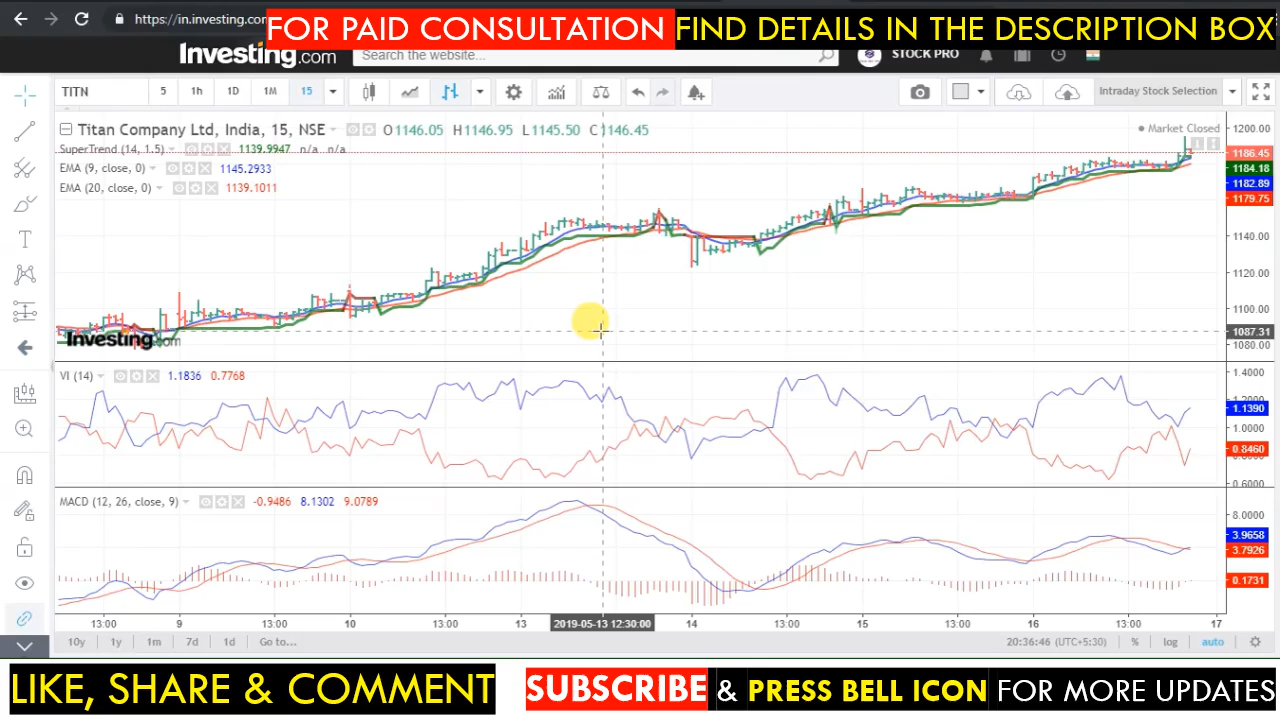 https://in.investing.com
FOR PAID CONSULTATION FIND DETAILS IN THE DESCRIPTION BOX
Investing.com
Search the website...
STOCK PRO
TITN 5 1h 1D 1M 15 Intraday Stock Selection
Titan Company Ltd, India, 15, NSE O1146.05 H1146.95 L1145.50 C1146.45
Market Closed
SuperTrend (14, 1.5) 1139.9947 n/a n/a
EMA (9, close, 0) 1145.2933
EMA (20, close, 0) 1139.1011
1200.00
1186.45
1184.18
1182.89
1179.75
1140.00
1120.00
1100.00
1087.31
1080.00
Investing.com
VI (14) 1.1836 0.7768
1.4000
1.1390
1.0000
0.8460
0.6000
MACD (12, 26, close, 9) -0.9486 8.1302 9.0789
8.0000
3.9658
3.7926
0.1731
13:00 9 13:00 10 13:00 13 2019-05-13 12:30:00 14 13:00 15 13:00 16 13:00 17
10y 1y 1m 7d 1d Go to... 20:36:46 (UTC+5:30) % log auto
LIKE, SHARE & COMMENT SUBSCRIBE & PRESS BELL ICON FOR MORE UPDATES